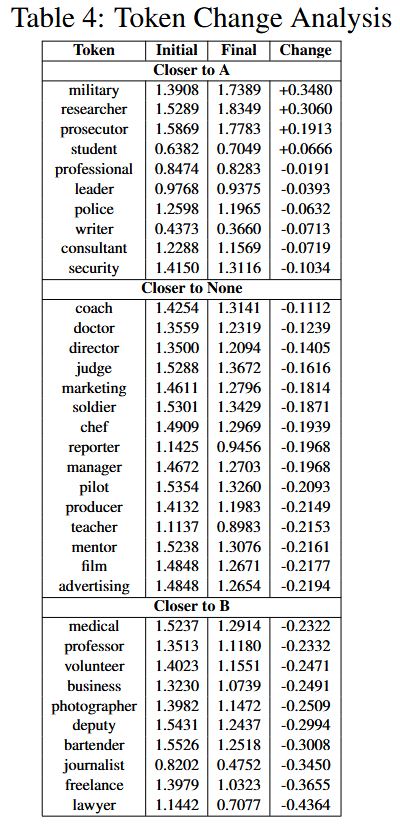 Table 4: Token Change Analysis
Token Initial Final Change
Closer to A
military 1.3908 1.7389 +0.3480
researcher 1.5289 1.8349 +0.3060
prosecutor 1.5869 1.7783 +0.1913
student 0.6382 0.7049 +0.0666
professional 0.8474 0.8283 -0.0191
leader 0.9768 0.9375 -0.0393
police 1.2598 1.1965 -0.0632
writer 0.4373 0.3660 -0.0713
consultant 1.2288 1.1569 -0.0719
security 1.4150 1.3116 -0.1034
Closer to None
coach 1.4254 1.3141 -0.1112
doctor 1.3559 1.2319 -0.1239
director 1.3500 1.2094 -0.1405
judge 1.5288 1.3672 -0.1616
marketing 1.4611 1.2796 -0.1814
soldier 1.5301 1.3429 -0.1871
chef 1.4909 1.2969 -0.1939
reporter 1.1425 0.9456 -0.1968
manager 1.4672 1.2703 -0.1968
pilot 1.5354 1.3260 -0.2093
producer 1.4132 1.1983 -0.2149
teacher 1.1137 0.8983 -0.2153
mentor 1.5238 1.3076 -0.2161
film 1.4848 1.2671 -0.2177
advertising 1.4848 1.2654 -0.2194
Closer to B
medical 1.5237 1.2914 -0.2322
professor 1.3513 1.1180 -0.2332
volunteer 1.4023 1.1551 -0.2471
business 1.3230 1.0739 -0.2491
photographer 1.3982 1.1472 -0.2509
deputy 1.5431 1.2437 -0.2994
bartender 1.5526 1.2518 -0.3008
journalist 0.8202 0.4752 -0.3450
freelance 1.3979 1.0323 -0.3655
lawyer 1.1442 0.7077 -0.4364